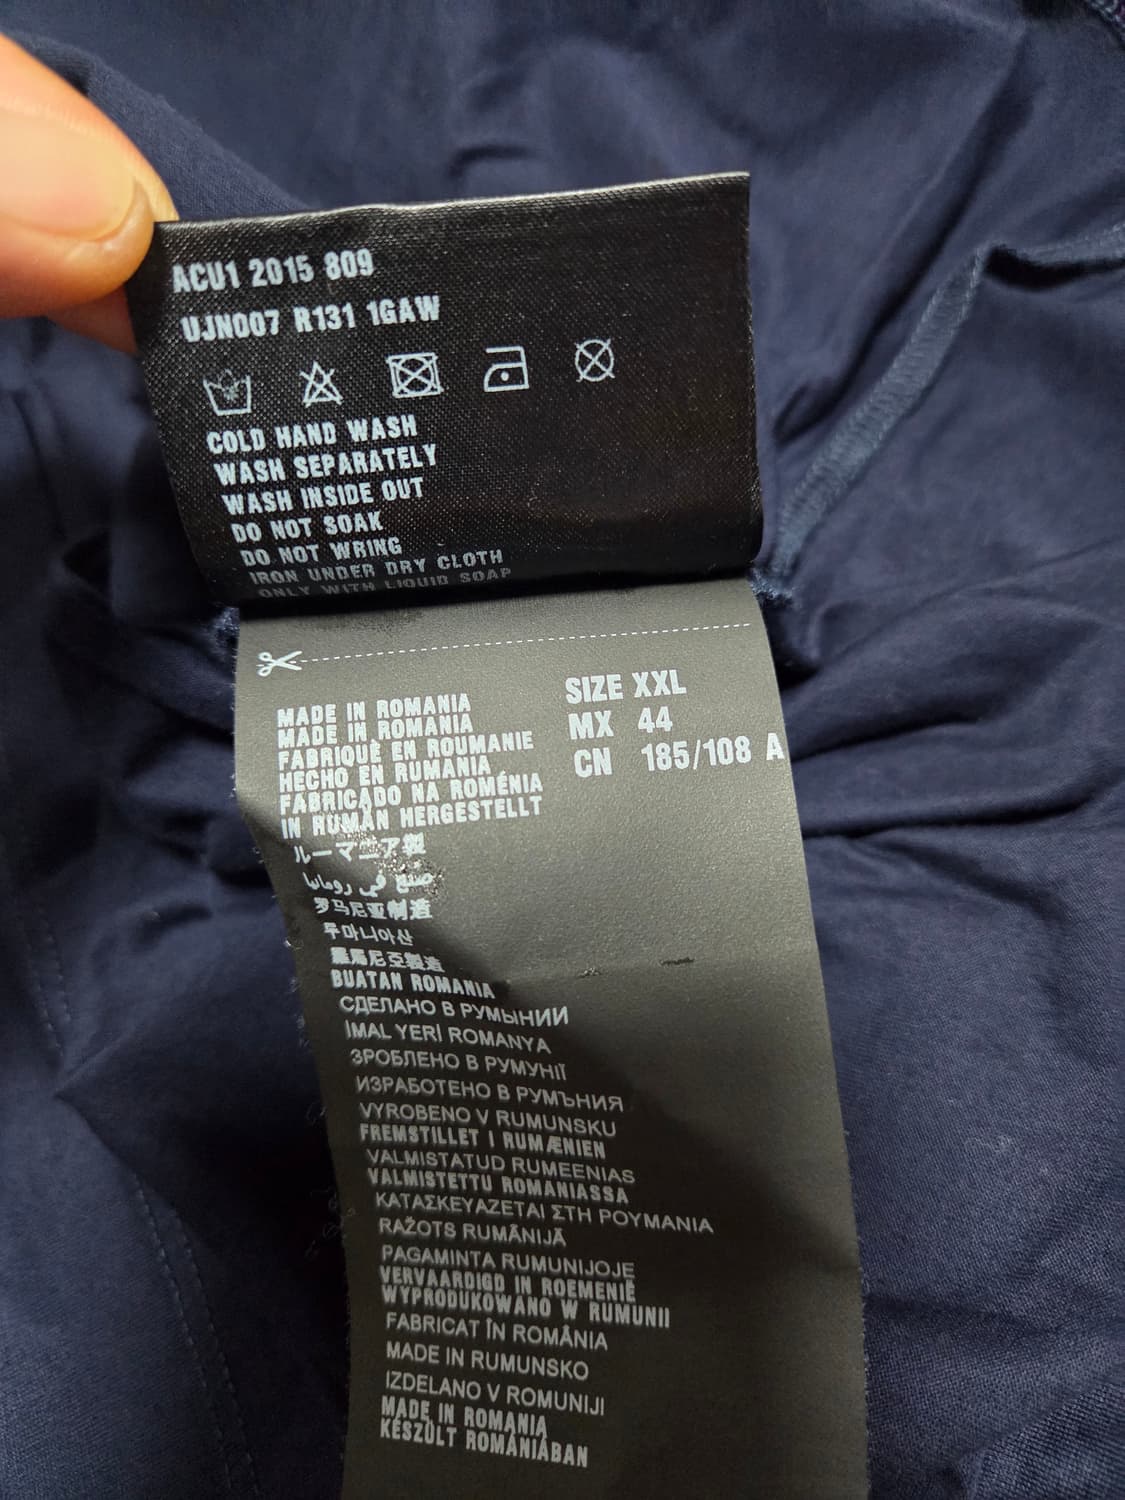 ACU1 2015 809
UJN007 R131 1GAW
COLD HAND WASH
WASH SEPARATELY
WASH INSIDE OUT
DO NOT SOAK
DO NOT WRING
IRON UNDER DRY CLOTH
ONLY WITH LIQUID SOAP
SIZE XXL
MX 44
CN 185/108 A
MADE IN ROMANIA
MADE IN ROMANIA
FABRIQUÉ EN ROUMANIE
HECHO EN RUMANIA
FABRICADO NA ROMÉNIA
IN RUMÄN HERGESTELLT
ルーマニア製
صنع في رومانيا
罗马尼亚制造
루마니아산
羅馬尼亞製造
BUATAN ROMANIA
СДЕЛАНО В РУМЫНИИ
İMAL YERİ ROMANYA
ЗРОБЛЕНО В РУМУНІЇ
ИЗРАБОТЕНО В РУМЪНИЯ
VYROBENO V RUMUNSKU
FREMSTILLET I RUMÆNIEN
VALMISTATUD RUMEENIAS
VALMISTETTU ROMANIASSA
ΚΑΤΑΣΚΕΥΑΖΕΤΑΙ ΣΤΗ ΡΟΥΜΑΝΙΑ
RAŽOTS RUMĀNIJĀ
PAGAMINTA RUMUNIJOJE
VERVAARDIGD IN ROEMENIË
WYPRODUKOWANO W RUMUNII
FABRICAT ÎN ROMÂNIA
MADE IN RUMUNSKO
IZDELANO V ROMUNIJI
MADE IN ROMANIA
KÉSZÜLT ROMÁNIÁBAN